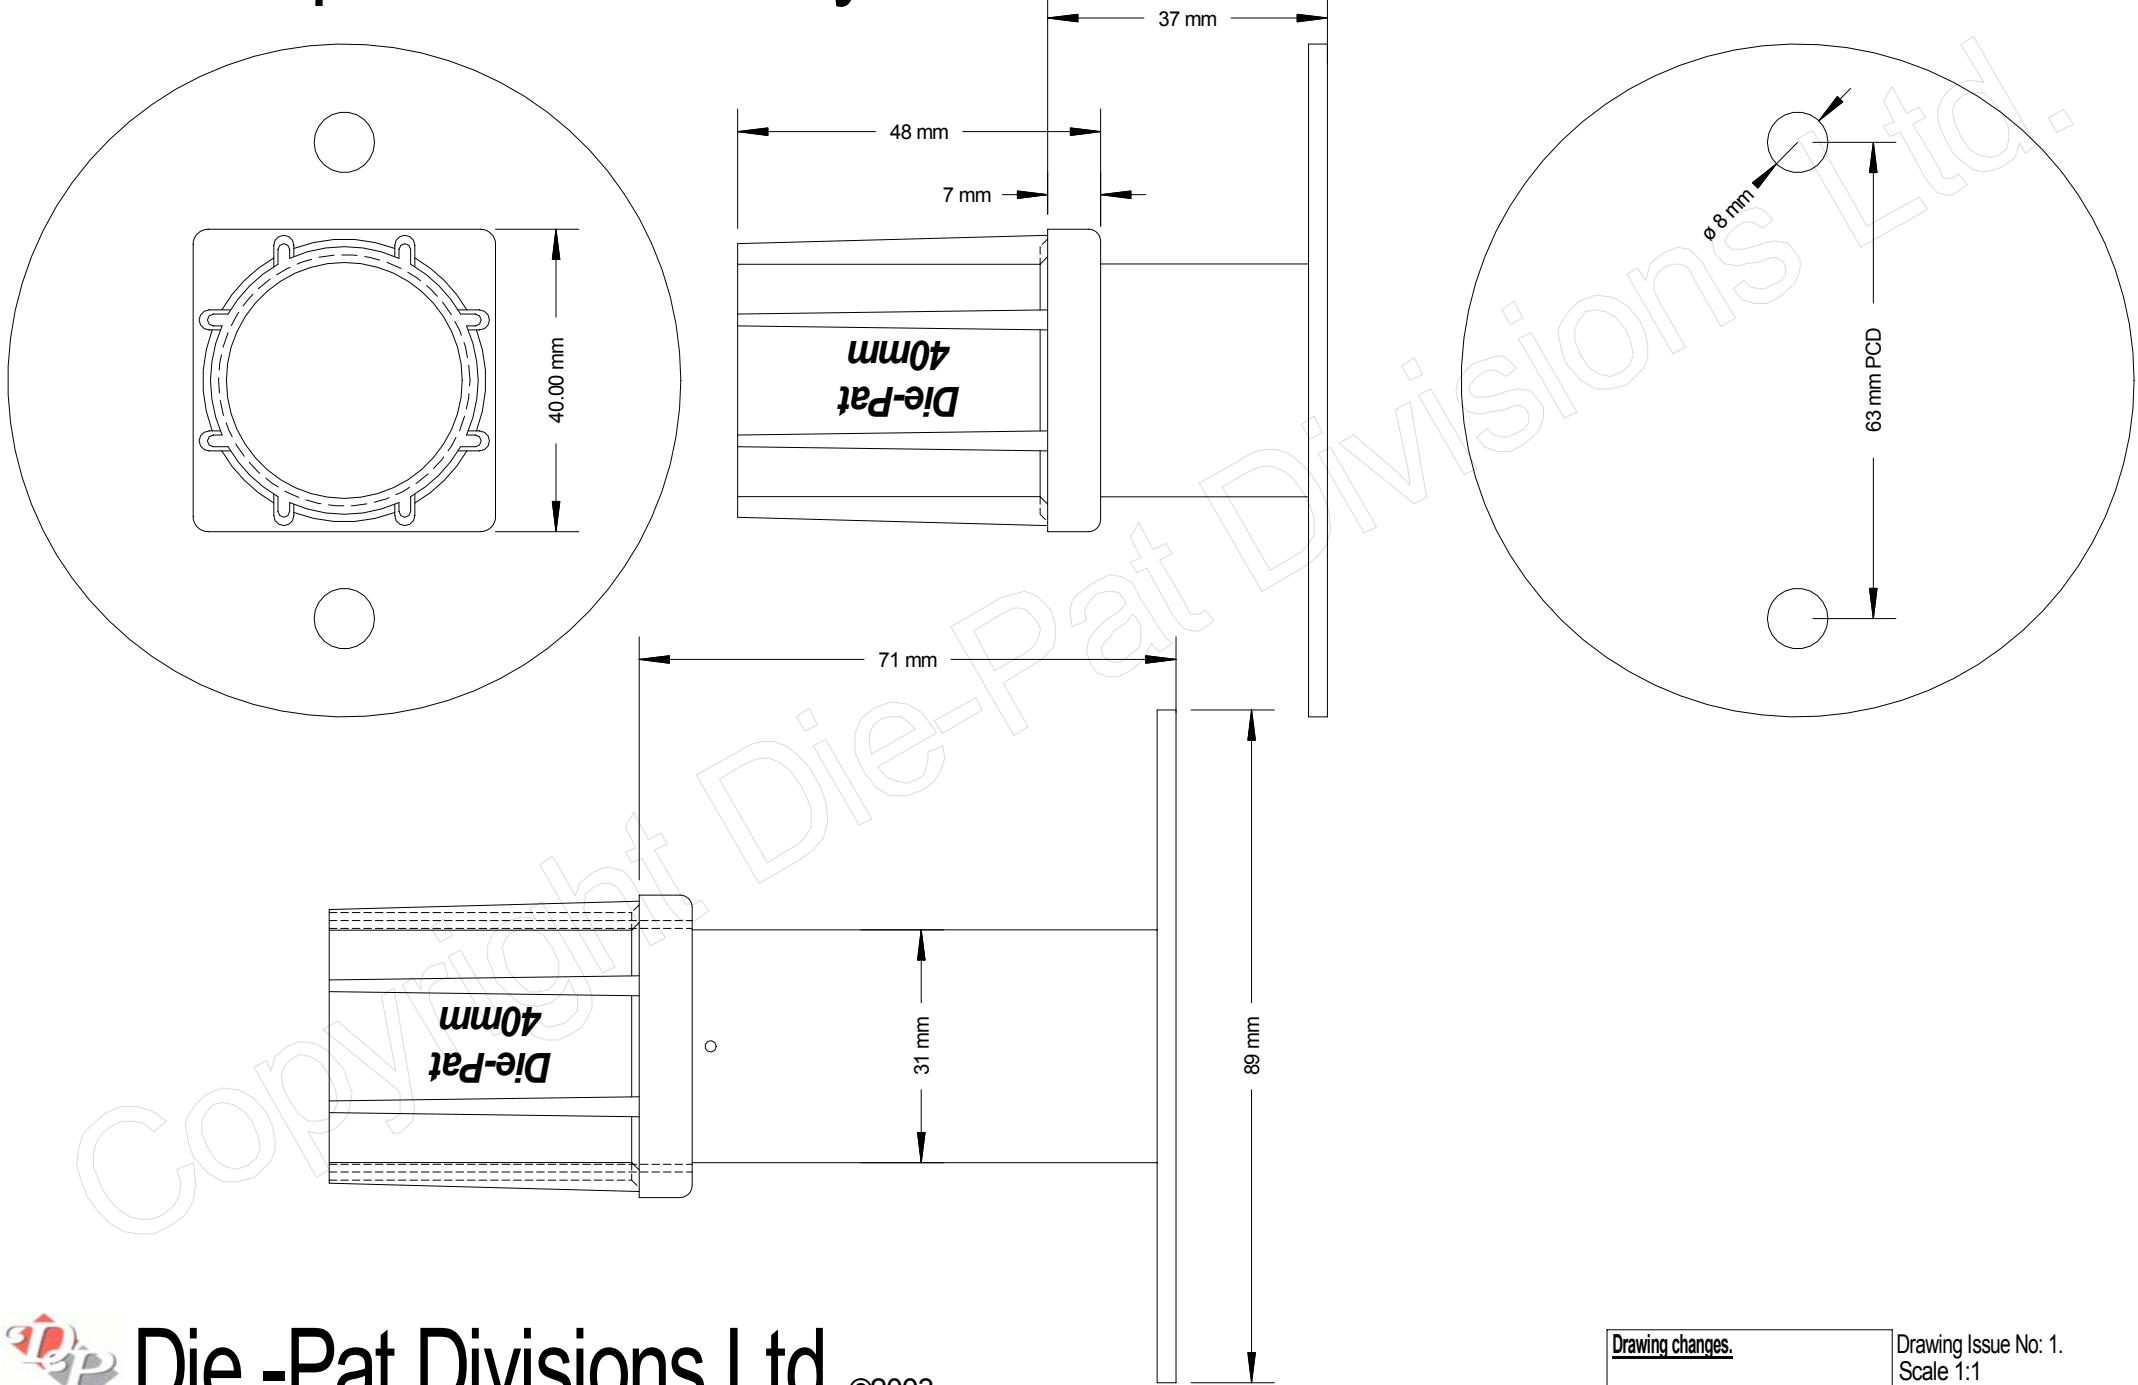 37 mm
48 mm
7 mm
ø 8 mm
40.00 mm
63 mm PCD
Die-Pat
40mm
71 mm
Die-Pat
40mm
31 mm
89 mm
Copyright Die-Pat Divisions Ltd.
Die -Pat Divisions Ltd ©2003
Drawing changes.
Drawing Issue No: 1.
Scale 1:1